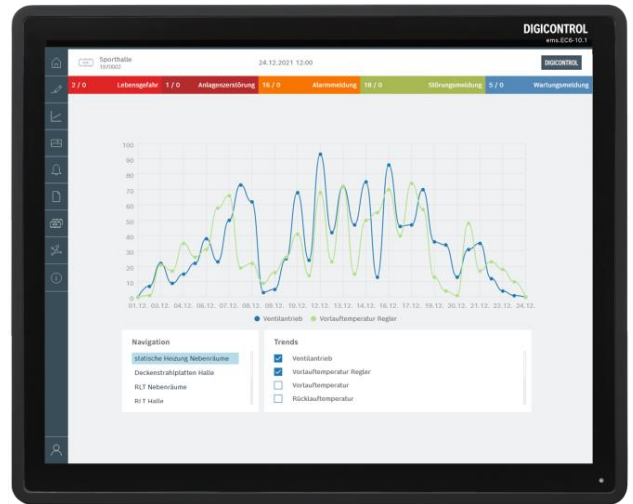 DIGICONTROL
ems.EC6-10.1
Sporthalle
24.12.2021 12:00
DIGICONTROL
2 / 0 Lebensgefahr 1 / 0 Anlagenzerstörung 16 / 0 Alarmmeldung 18 / 0 Störungsmeldung 5 / 0 Wartungsmeldung
100
90
80
70
60
50
40
30
20
10
0
01.12. 03.12. 04.12. 06.12. 07.12. 08.12. 09.12. 10.12. 12.12. 13.12. 14.12. 16.12. 17.12. 19.12. 20.12. 21.12. 22.12. 23.12. 24.12.
Ventilantrieb Vorlauftemperatur Regler
Navigation
statische Heizung Nebenräume
Deckenstrahlplatten Halle
RLT Nebenräume
RLT Halle
Trends
Ventilantrieb
Vorlauftemperatur Regler
Vorlauftemperatur
Rücklauftemperatur